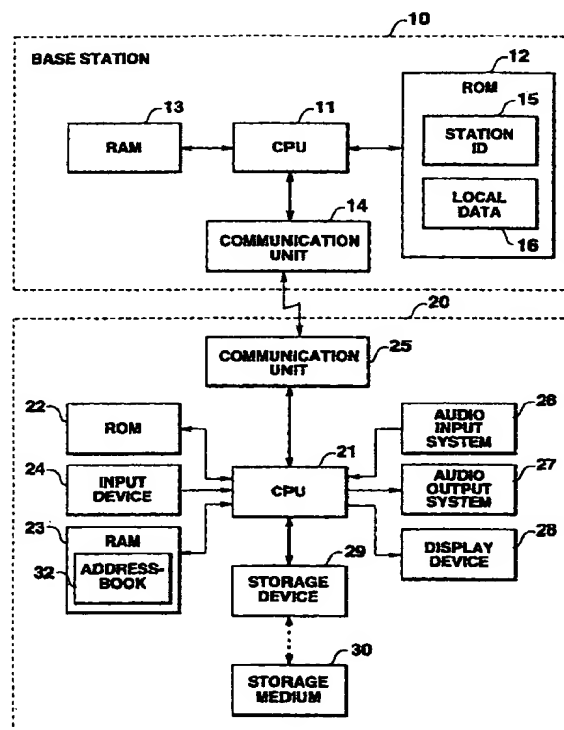 10
BASE STATION
12
ROM
13
RAM
11
CPU
15
STATION
ID
LOCAL
DATA
16
14
COMMUNICATION
UNIT
20
COMMUNICATION
UNIT
25
22
ROM
24
INPUT
DEVICE
23
RAM
32
ADDRESS-
BOOK
21
CPU
26
AUDIO
INPUT
SYSTEM
27
AUDIO
OUTPUT
SYSTEM
28
DISPLAY
DEVICE
29
STORAGE
DEVICE
30
STORAGE
MEDIUM